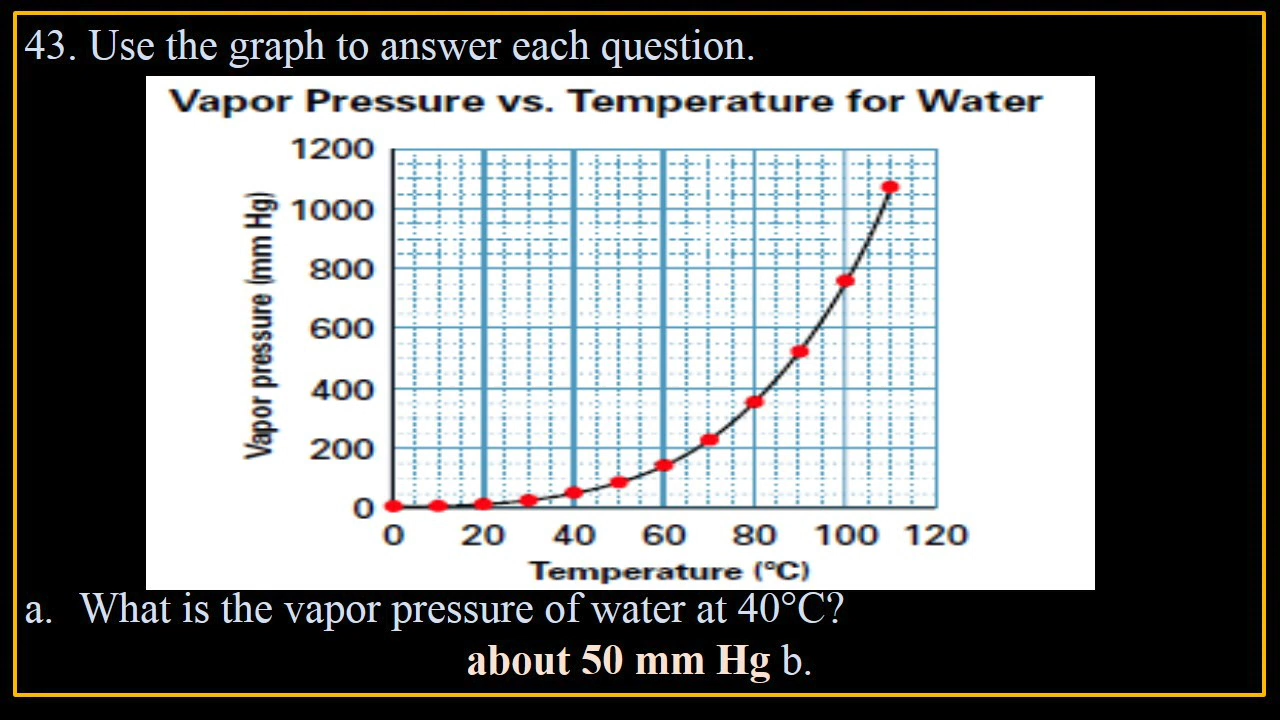 43. Use the graph to answer each question.
Vapor Pressure vs. Temperature for Water
Vapor pressure (mm Hg)
1200
1000
800
600
400
200
0
0 20 40 60 80 100 120
Temperature (°C)
a. What is the vapor pressure of water at 40°C?
about 50 mm Hg b.